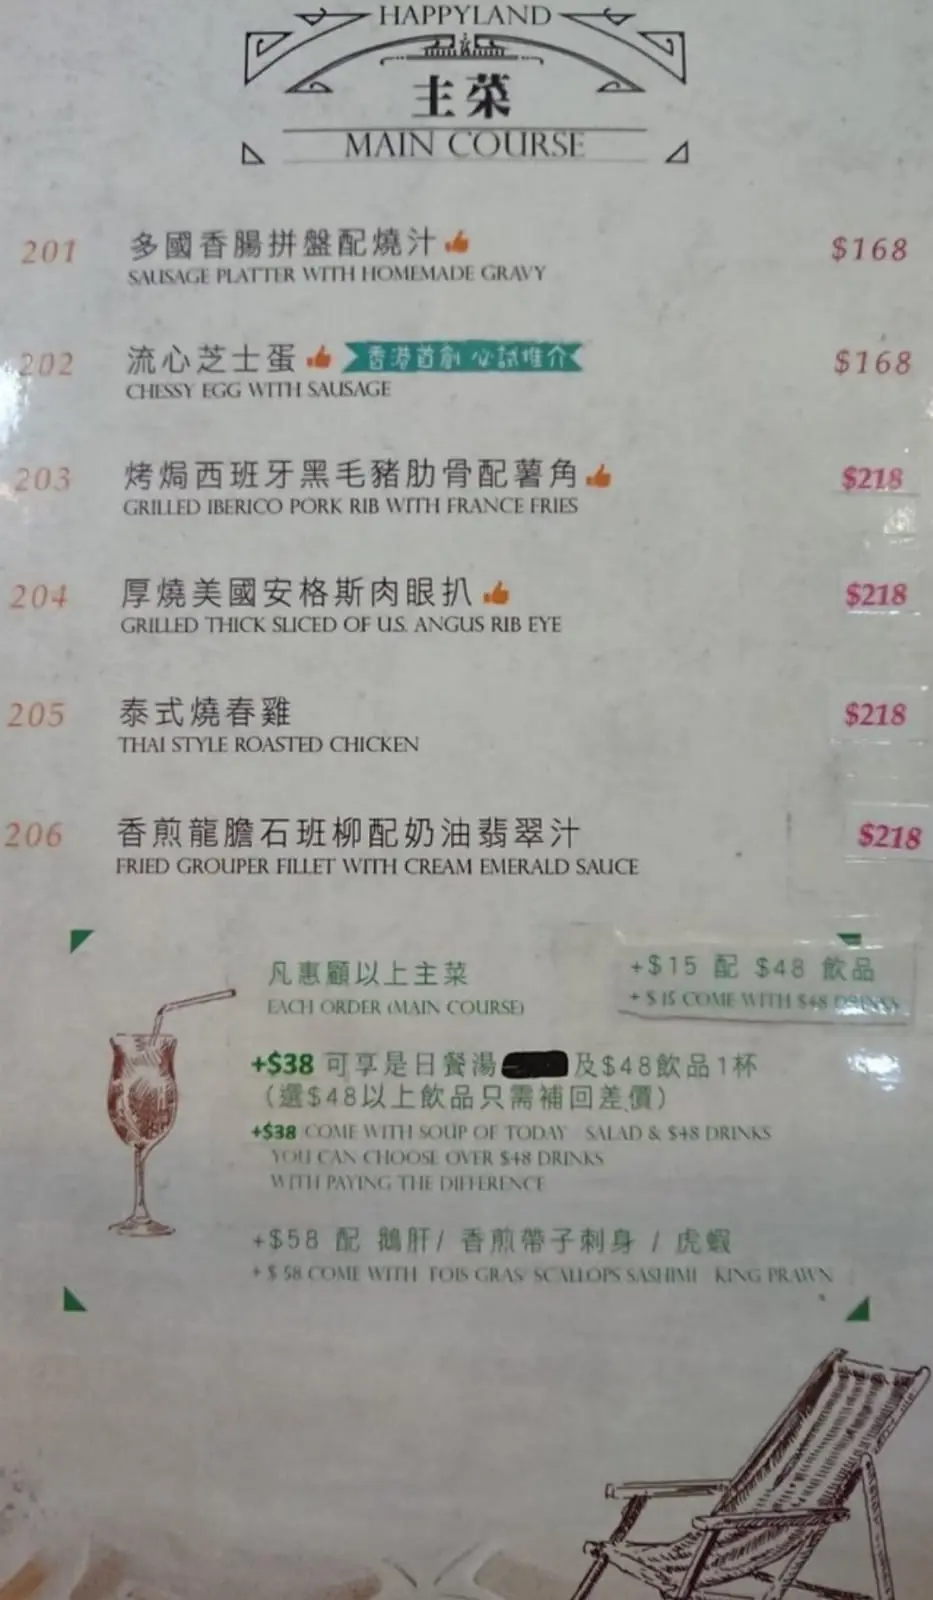 HAPPYLAND
主菜
MAIN COURSE
201 多國香腸拼盤配燒汁 $168
SAUSAGE PLATTER WITH HOMEMADE GRAVY
202 流心芝士蛋 香港首創 必試推介 $168
CHESSY EGG WITH SAUSAGE
203 烤焗西班牙黑毛豬肋骨配薯角 $218
GRILLED IBERICO PORK RIB WITH FRANCE FRIES
204 厚燒美國安格斯肉眼扒 $218
GRILLED THICK SLICED OF U.S. ANGUS RIB EYE
205 泰式燒春雞 $218
THAI STYLE ROASTED CHICKEN
206 香煎龍膽石班柳配奶油翡翠汁 $218
FRIED GROUPER FILLET WITH CREAM EMERALD SAUCE
凡惠顧以上主菜
EACH ORDER (MAIN COURSE)
+$15 配 $48 飲品
+ $ 15 COME WITH $48 DRINKS
+$38 可享是日餐湯 及$48飲品1杯
(選$48以上飲品只需補回差價)
+$38 COME WITH SOUP OF TODAY SALAD & $48 DRINKS
YOU CAN CHOOSE OVER $48 DRINKS
WITH PAYING THE DIFFERENCE
+$58 配 鵝肝/ 香煎帶子刺身 / 虎蝦
+ $ 58 COME WITH FOIS GRAS/ SCALLOPS SASHIMI KING PRAWN